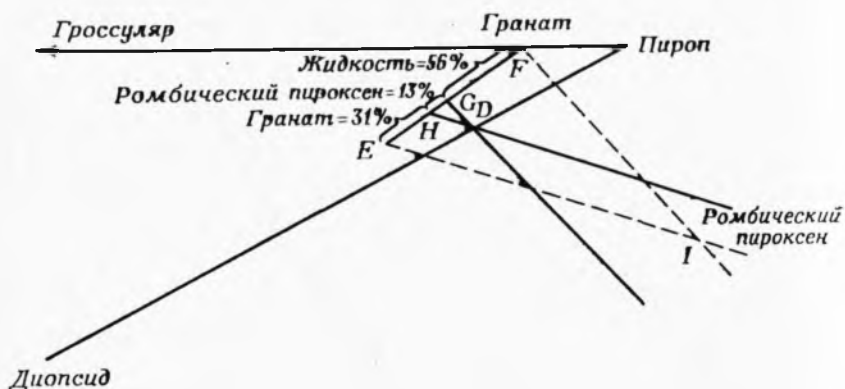 Гранат
Гроссуляр
Пироп
Жидкость=56%
F
Ромбический пироксен=13%
Гранат=31%
G
D
H
E
Ромбический
пироксен
I
Диопсид